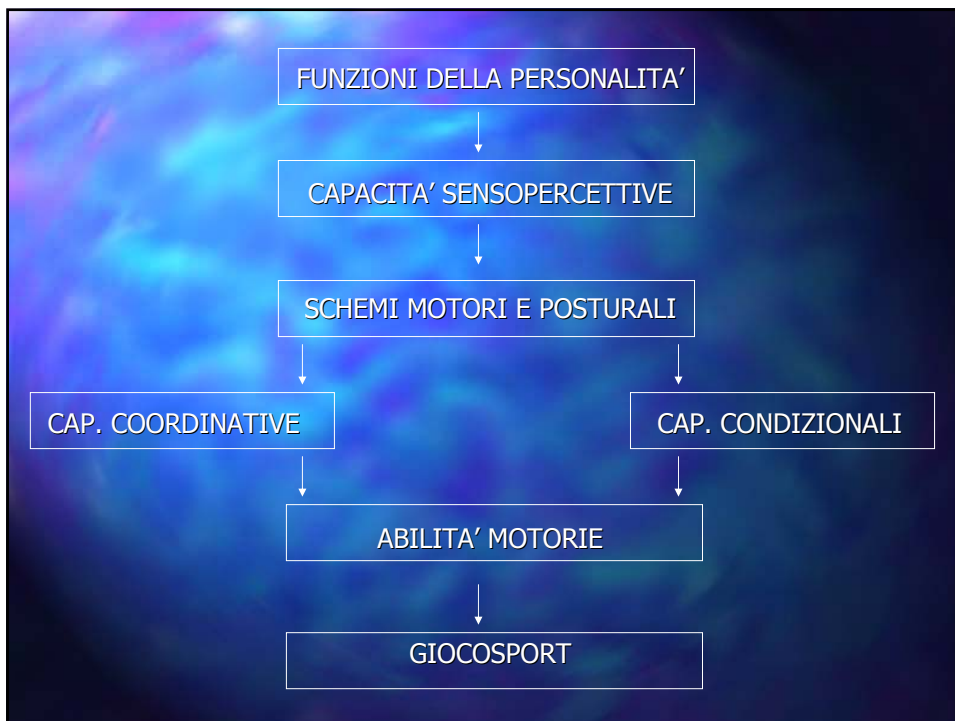 FUNZIONI DELLA PERSONALITA’
CAPACITA’ SENSOPERCETTIVE
SCHEMI MOTORI E POSTURALI
CAP. COORDINATIVE
CAP. CONDIZIONALI
ABILITA’ MOTORIE
GIOCOSPORT